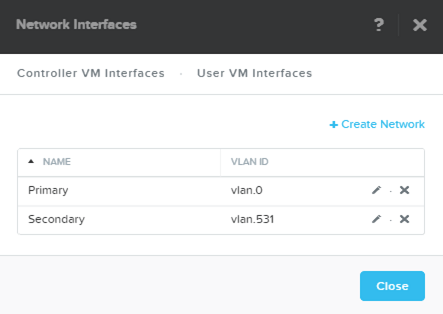 Network Interfaces ?
Controller VM Interfaces · User VM Interfaces
+ Create Network
NAME VLAN ID
Primary vlan.0
Secondary vlan.531
Close